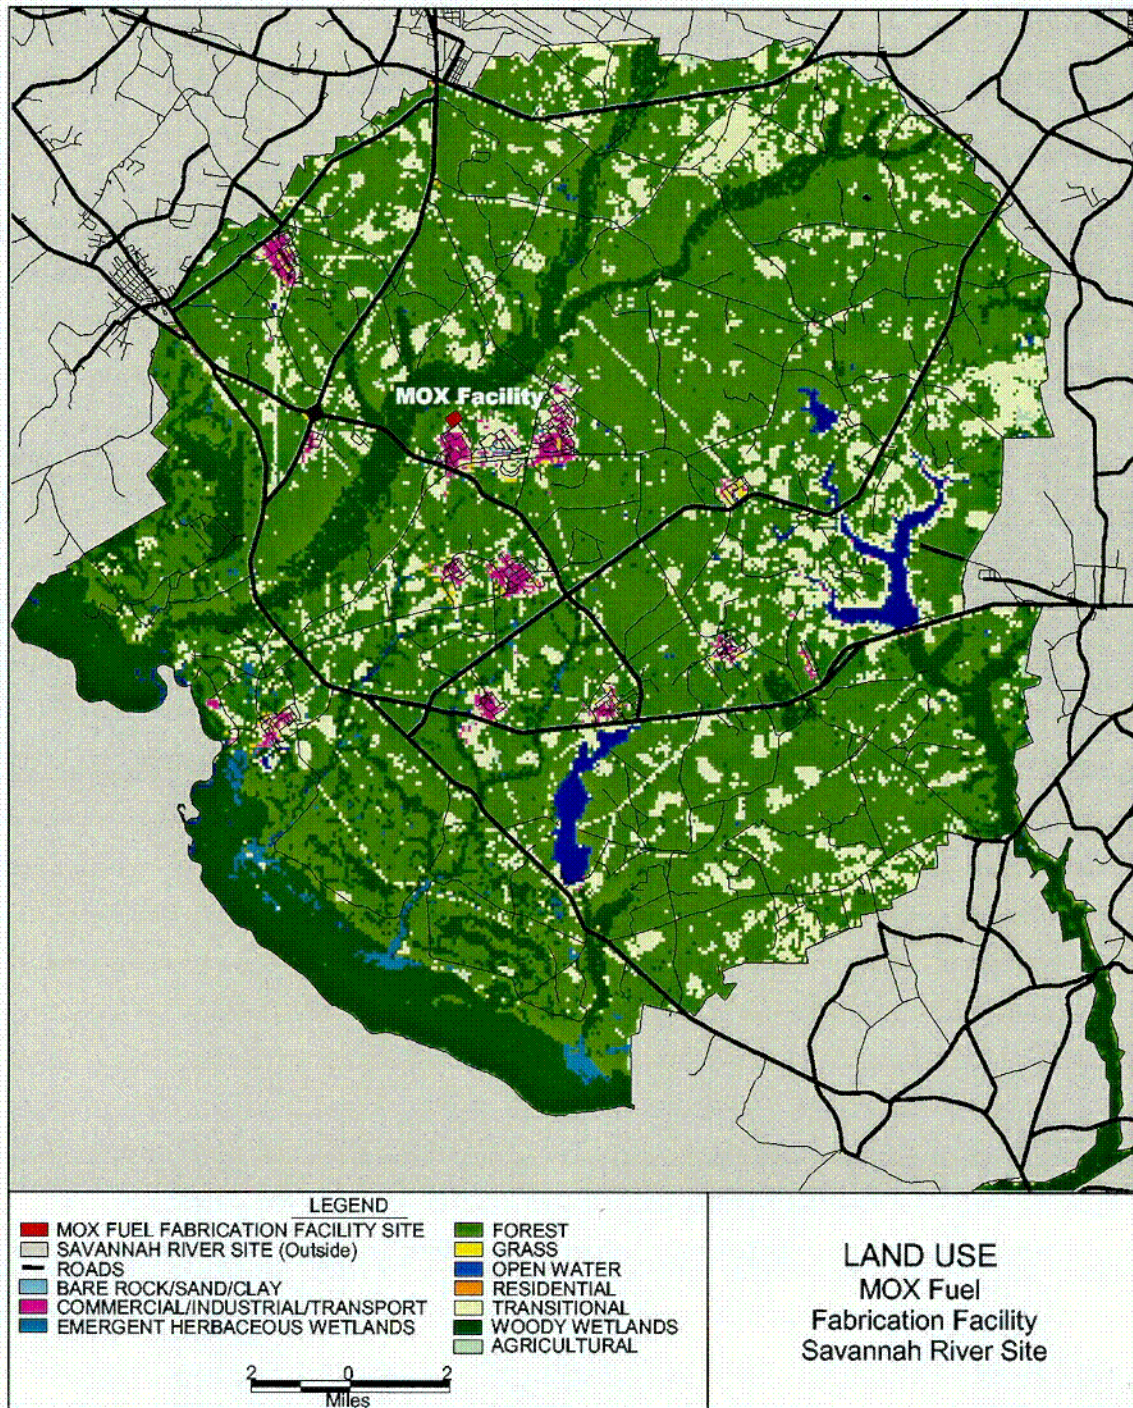 MOX Facility
LEGEND
MOX FUEL FABRICATION FACILITY SITE
SAVANNAH RIVER SITE (Outside)
ROADS
BARE ROCK/SAND/CLAY
COMMERCIAL/INDUSTRIAL/TRANSPORT
EMERGENT HERBACEOUS WETLANDS
FOREST
GRASS
OPEN WATER
RESIDENTIAL
TRANSITIONAL
WOODY WETLANDS
AGRICULTURAL
2 0 2
Miles
LAND USE
MOX Fuel
Fabrication Facility
Savannah River Site